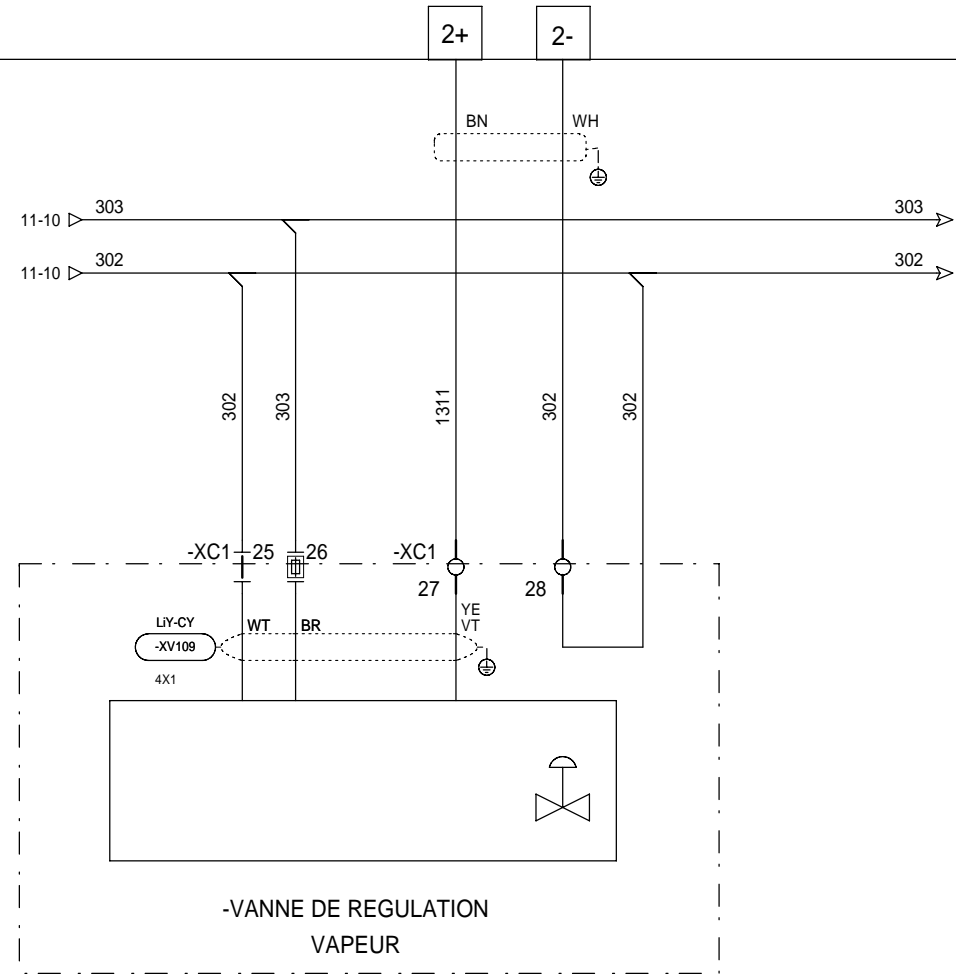 2+ 2-
BN WH
303 303
11-10
302 302
11-10
302 303 1311 302 302
-XC1 25 26 -XC1
27 28
YE
LiY-CY WT BR VT
-XV109
4X1
-VANNE DE REGULATION
VAPEUR